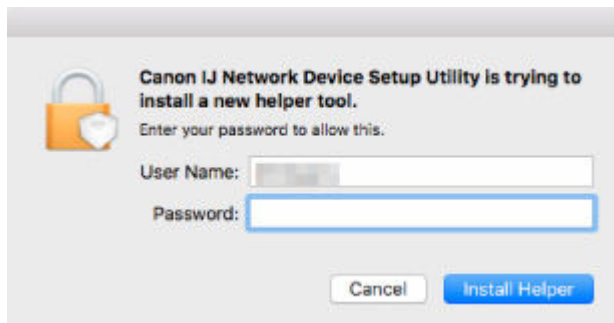 Canon IJ Network Device Setup Utility is trying to
install a new helper tool.
Enter your password to allow this.
User Name:
Password:
Cancel
Install Helper